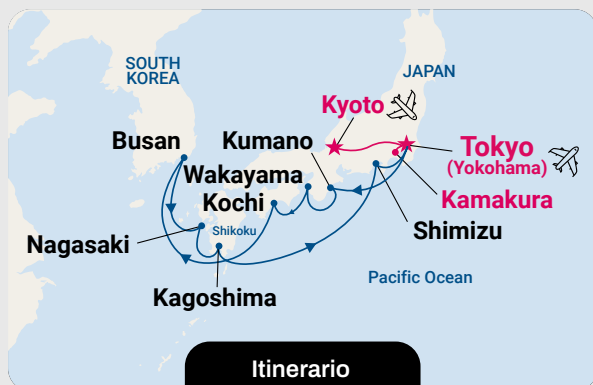 SOUTH
KOREA
JAPAN
Kyoto
Busan
Kumano
Tokyo
(Yokohama)
Wakayama
Kochi
Kamakura
Nagasaki
Shikoku
Shimizu
Kagoshima
Pacific Ocean
Itinerario